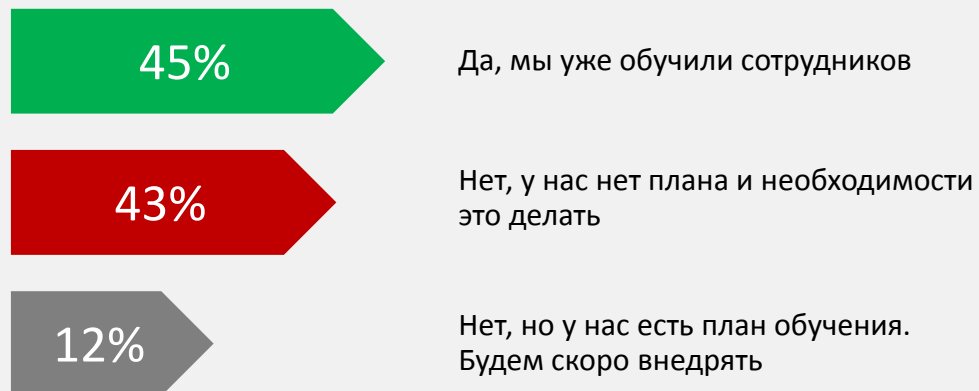 45%
Да, мы уже обучили сотрудников
43%
Нет, у нас нет плана и необходимости
это делать
12%
Нет, но у нас есть план обучения.
Будем скоро внедрять